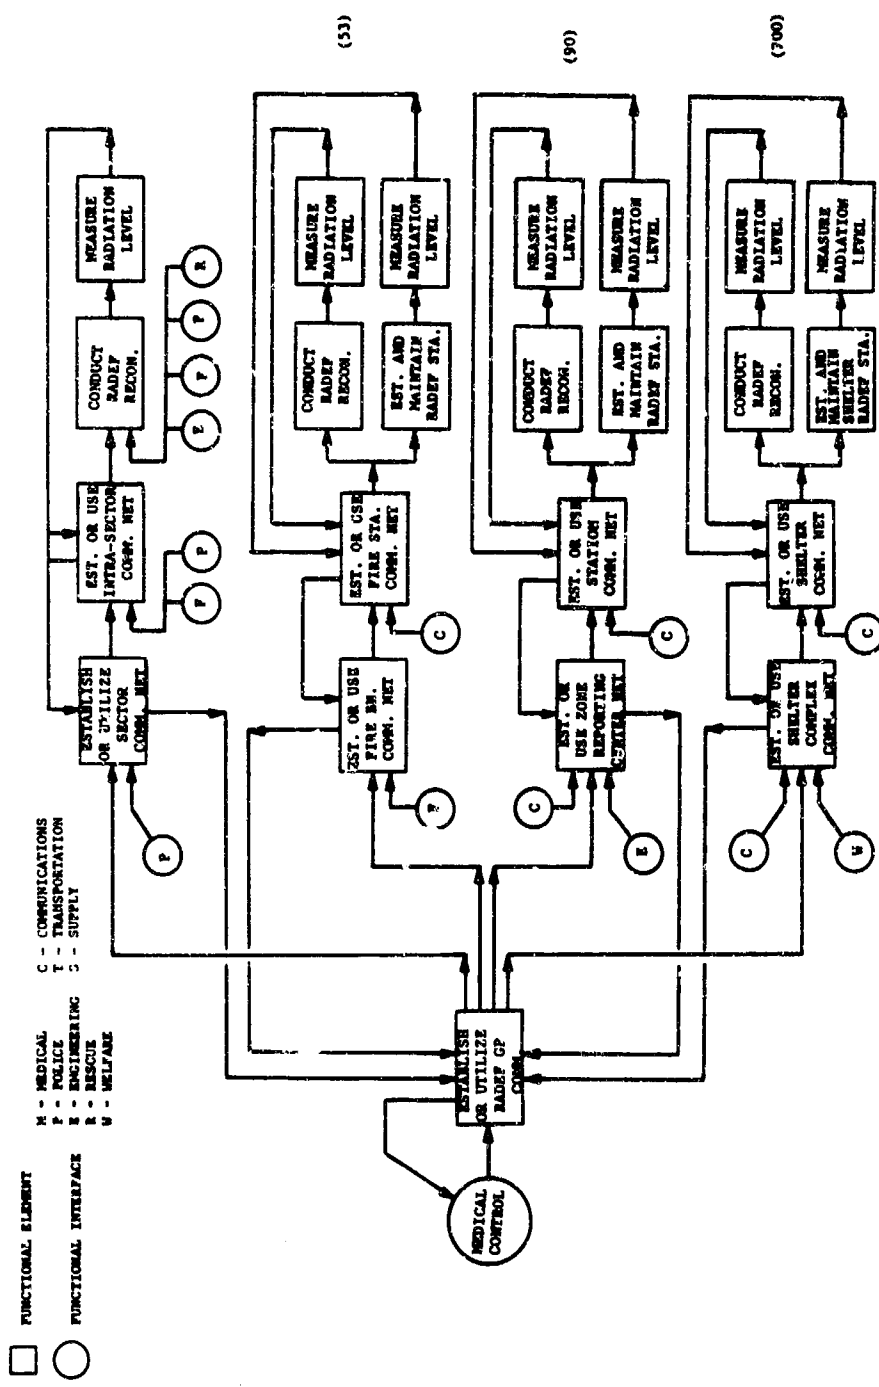 FUNCTIONAL ELEMENT
FUNCTIONAL INTERFACE
M - MEDICAL
P - POLICE
E - ENGINEERING
R - RESCUE
W - WELFARE
C - COMMUNICATIONS
T - TRANSPORTATION
S - SUPPLY
MEDICAL
CONTROL
ESTABLISH
OR UTILIZE
RADEF GP
COMM.
P
ESTABLISH
OR UTILIZE
SECTOR
COMM. NET
F
P
EST. OR USE
INTRA-SECTOR
COMM. NET
E
F
P
R
CONDUCT
RADEF
RECON.
MEASURE
RADIATION
LEVEL
F
EST. OR USE
FIRE BN.
COMM. NET
C
EST. OR USE
FIRE STA.
COMM. NET
CONDUCT
RADEF
RECON.
MEASURE
RADIATION
LEVEL
EST. AND
MAINTAIN
RADEF STA.
MEASURE
RADIATION
LEVEL
(53)
C
E
EST. OR
USE ZONE
REPORTING
CENTER NET
C
EST. OR USE
STATION
COMM. NET
CONDUCT
RADEF
RECON.
MEASURE
RADIATION
LEVEL
EST. AND
MAINTAIN
RADEF STA.
MEASURE
RADIATION
LEVEL
(90)
C
W
EST. OR USE
SHELTER
COMPLEX
COMM. NET
C
EST. OR USE
SHELTER
COMM. NET
CONDUCT
RADEF
RECON.
MEASURE
RADIATION
LEVEL
EST. AND
MAINTAIN
SHELTER
RADEF STA.
MEASURE
RADIATION
LEVEL
(700)